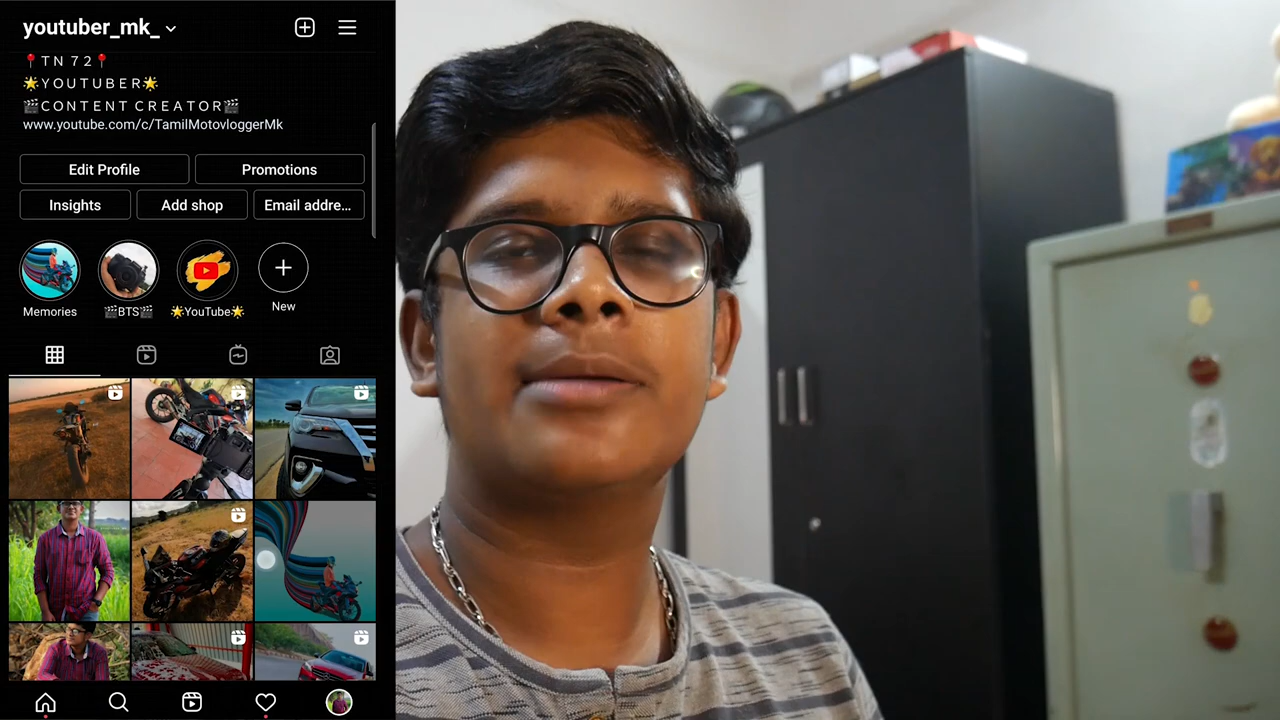 youtuber_mk_
📍T N 7 2📍
🌟Y O U T U B E R🌟
🎬C O N T E N T C R E A T O R🎬
www.youtube.com/c/TamilMotovloggerMk
Edit Profile
Promotions
Insights
Add shop
Email addre...
Memories
🎬BTS🎬
🌟YouTube🌟
New